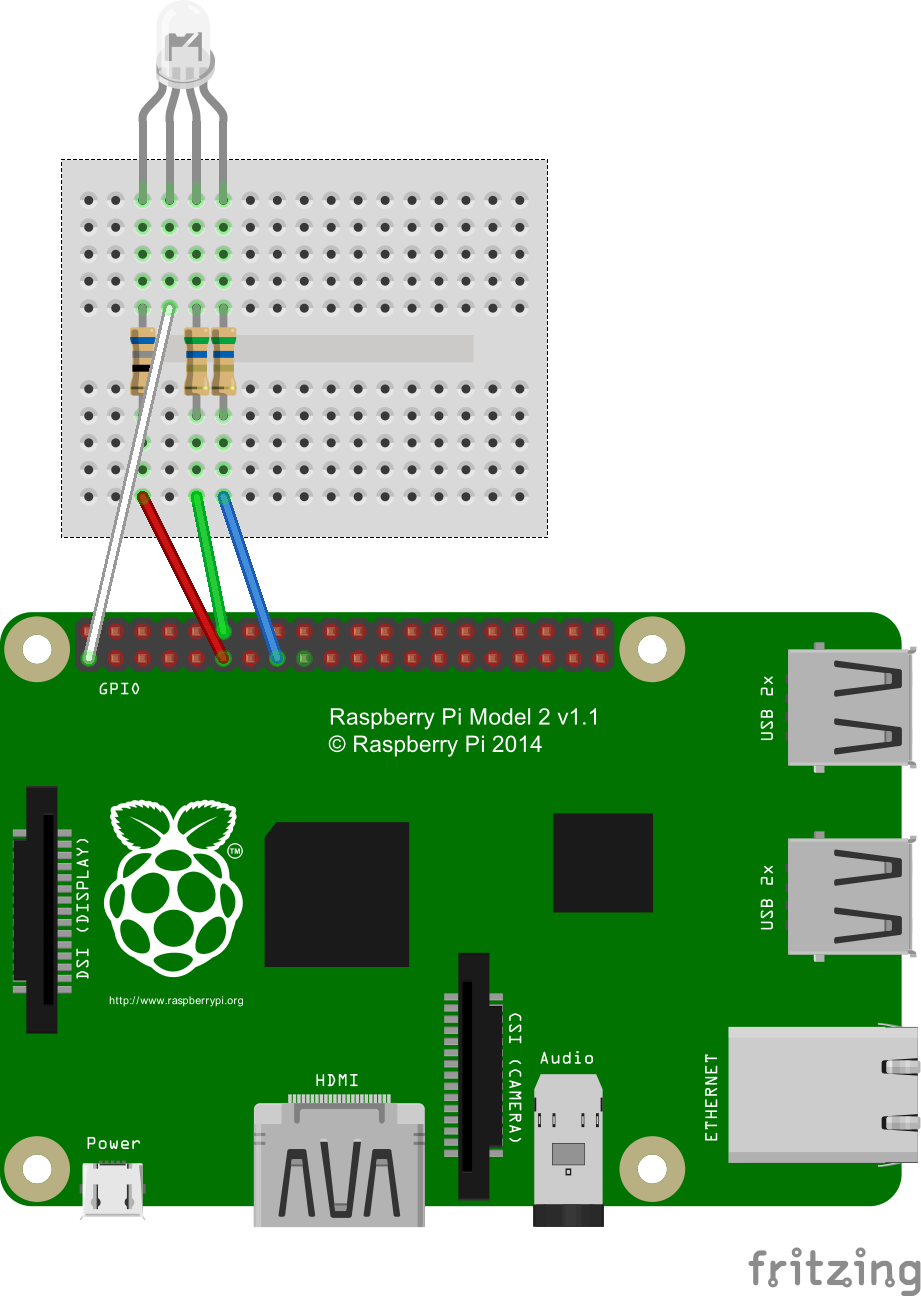 GPIO
Raspberry Pi Model 2 v1.1
© Raspberry Pi 2014
USB 2x
USB 2x
DSI (DISPLAY)
TM
http://www.raspberrypi.org
CSI (CAMERA)
Audio
HDMI
ETHERNET
Power
fritzing